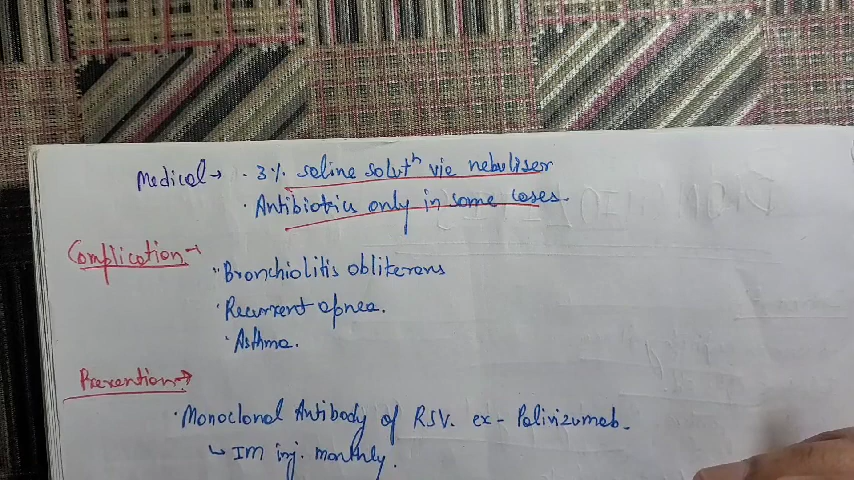 Medical → · 3% saline solutn via nebuliser
· Antibiotics only in some cases.
Complication →
· Bronchiolitis obliterans
· Recurrent apnea.
· Asthma.
Prevention →
· Monoclonal Antibody of RSV. ex - Palivizumab.
↳ IM inj. monthly.